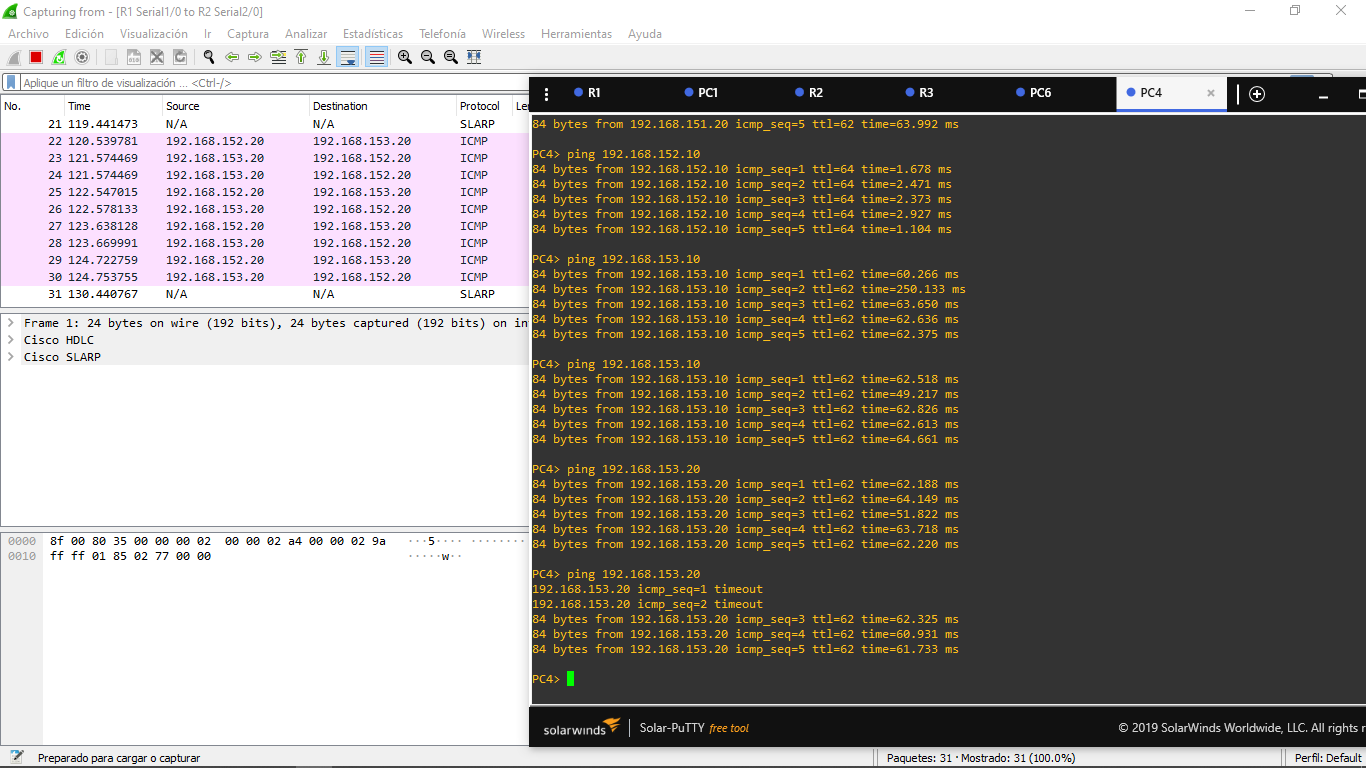 Capturing from - [R1 Serial1/0 to R2 Serial2/0]
Archivo Edición Visualización Ir Captura Analizar Estadísticas Telefonía Wireless Herramientas Ayuda
Aplique un filtro de visualización ... <Ctrl-/>
No. Time Source Destination Protocol Le
21 119.441473 N/A N/A SLARP
22 120.539781 192.168.152.20 192.168.153.20 ICMP
23 121.574469 192.168.152.20 192.168.153.20 ICMP
24 121.574469 192.168.153.20 192.168.152.20 ICMP
25 122.547015 192.168.152.20 192.168.153.20 ICMP
26 122.578133 192.168.153.20 192.168.152.20 ICMP
27 123.638128 192.168.152.20 192.168.153.20 ICMP
28 123.669991 192.168.153.20 192.168.152.20 ICMP
29 124.722759 192.168.152.20 192.168.153.20 ICMP
30 124.753755 192.168.153.20 192.168.152.20 ICMP
31 130.440767 N/A N/A SLARP
Frame 1: 24 bytes on wire (192 bits), 24 bytes captured (192 bits) on in
Cisco HDLC
Cisco SLARP
0000 8f 00 80 35 00 00 00 02 00 00 02 a4 00 00 02 9a ···5···· ········
0010 ff ff 01 85 02 77 00 00 ·····w··
R1 PC1 R2 R3 PC6 PC4 ×
84 bytes from 192.168.151.20 icmp_seq=5 ttl=62 time=63.992 ms
PC4> ping 192.168.152.10
84 bytes from 192.168.152.10 icmp_seq=1 ttl=64 time=1.678 ms
84 bytes from 192.168.152.10 icmp_seq=2 ttl=64 time=2.471 ms
84 bytes from 192.168.152.10 icmp_seq=3 ttl=64 time=2.373 ms
84 bytes from 192.168.152.10 icmp_seq=4 ttl=64 time=2.927 ms
84 bytes from 192.168.152.10 icmp_seq=5 ttl=64 time=1.104 ms
PC4> ping 192.168.153.10
84 bytes from 192.168.153.10 icmp_seq=1 ttl=62 time=60.266 ms
84 bytes from 192.168.153.10 icmp_seq=2 ttl=62 time=250.133 ms
84 bytes from 192.168.153.10 icmp_seq=3 ttl=62 time=63.650 ms
84 bytes from 192.168.153.10 icmp_seq=4 ttl=62 time=62.636 ms
84 bytes from 192.168.153.10 icmp_seq=5 ttl=62 time=62.375 ms
PC4> ping 192.168.153.10
84 bytes from 192.168.153.10 icmp_seq=1 ttl=62 time=62.518 ms
84 bytes from 192.168.153.10 icmp_seq=2 ttl=62 time=49.217 ms
84 bytes from 192.168.153.10 icmp_seq=3 ttl=62 time=62.826 ms
84 bytes from 192.168.153.10 icmp_seq=4 ttl=62 time=62.613 ms
84 bytes from 192.168.153.10 icmp_seq=5 ttl=62 time=64.661 ms
PC4> ping 192.168.153.20
84 bytes from 192.168.153.20 icmp_seq=1 ttl=62 time=62.188 ms
84 bytes from 192.168.153.20 icmp_seq=2 ttl=62 time=64.149 ms
84 bytes from 192.168.153.20 icmp_seq=3 ttl=62 time=51.822 ms
84 bytes from 192.168.153.20 icmp_seq=4 ttl=62 time=63.718 ms
84 bytes from 192.168.153.20 icmp_seq=5 ttl=62 time=62.220 ms
PC4> ping 192.168.153.20
192.168.153.20 icmp_seq=1 timeout
192.168.153.20 icmp_seq=2 timeout
84 bytes from 192.168.153.20 icmp_seq=3 ttl=62 time=62.325 ms
84 bytes from 192.168.153.20 icmp_seq=4 ttl=62 time=60.931 ms
84 bytes from 192.168.153.20 icmp_seq=5 ttl=62 time=61.733 ms
PC4>
solarwinds Solar-PuTTY free tool © 2019 SolarWinds Worldwide, LLC. All rights r
Preparado para cargar o capturar Paquetes: 31 · Mostrado: 31 (100.0%) Perfil: Default